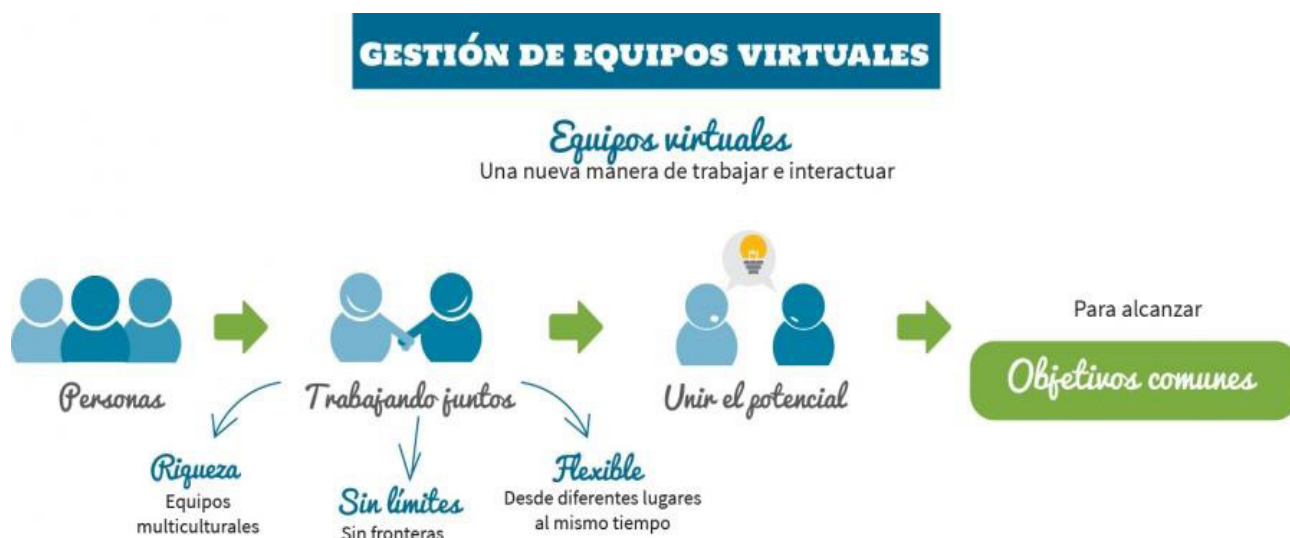 GESTIÓN DE EQUIPOS VIRTUALES
Equipos virtuales
Una nueva manera de trabajar e interactuar
Personas
Trabajando juntos
Unir el potencial
Para alcanzar
Objetivos comunes
Riqueza
Equipos
multiculturales
Sin límites
Sin fronteras
Flexible
Desde diferentes lugares
al mismo tiempo